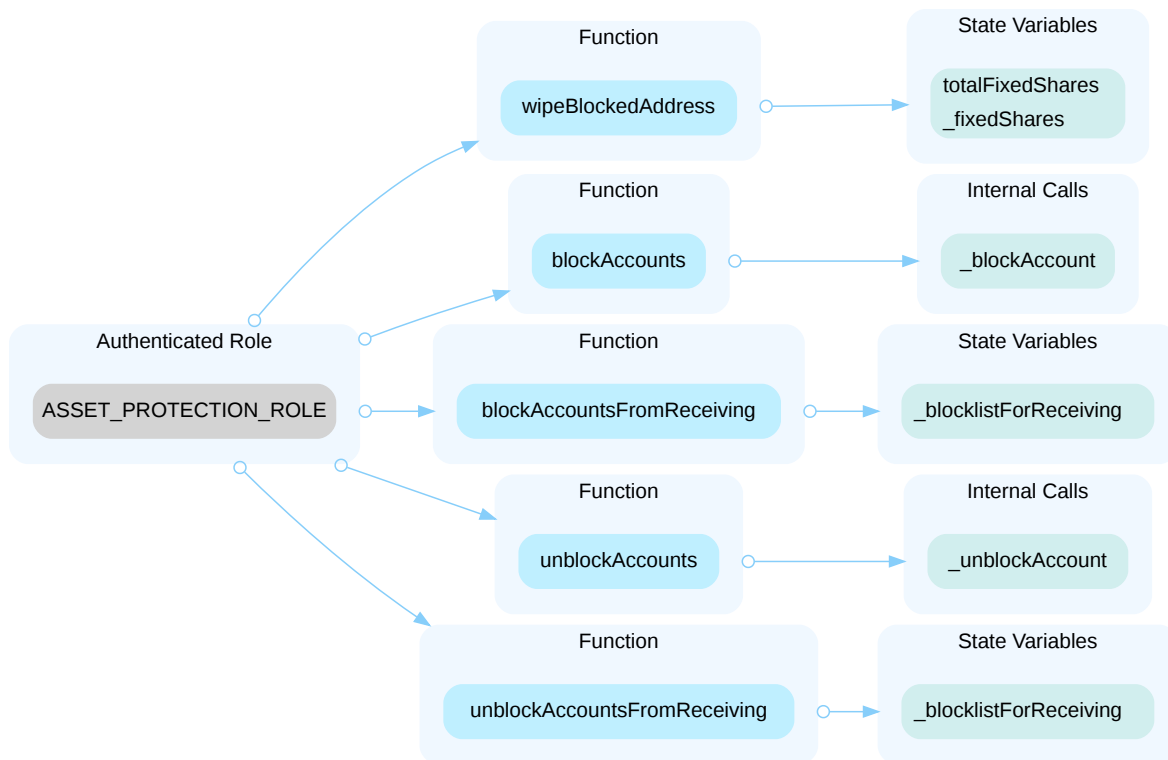 Function
wipeBlockedAddress
State Variables
totalFixedShares
_fixedShares
Function
blockAccounts
Internal Calls
_blockAccount
Authenticated Role
ASSET_PROTECTION_ROLE
Function
blockAccountsFromReceiving
State Variables
_blocklistForReceiving
Function
unblockAccounts
Internal Calls
_unblockAccount
Function
unblockAccountsFromReceiving
State Variables
_blocklistForReceiving